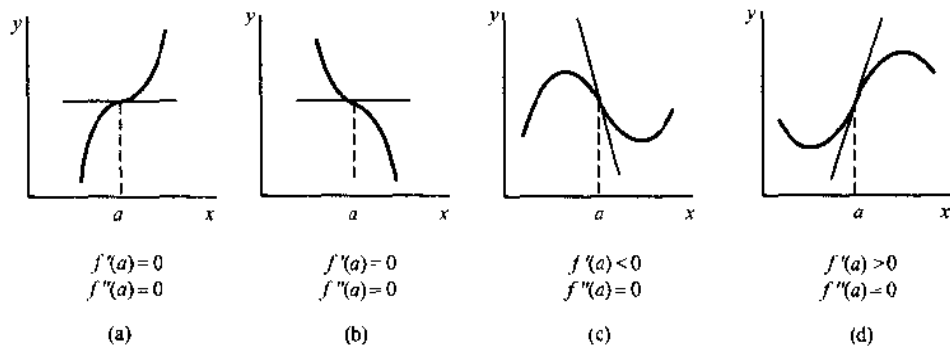 y y y y
a x a x a x a x
f'(a) = 0 f'(a) = 0 f'(a) < 0 f'(a) > 0
f"(a) = 0 f"(a) = 0 f"(a) = 0 f"(a) = 0
(a) (b) (c) (d)